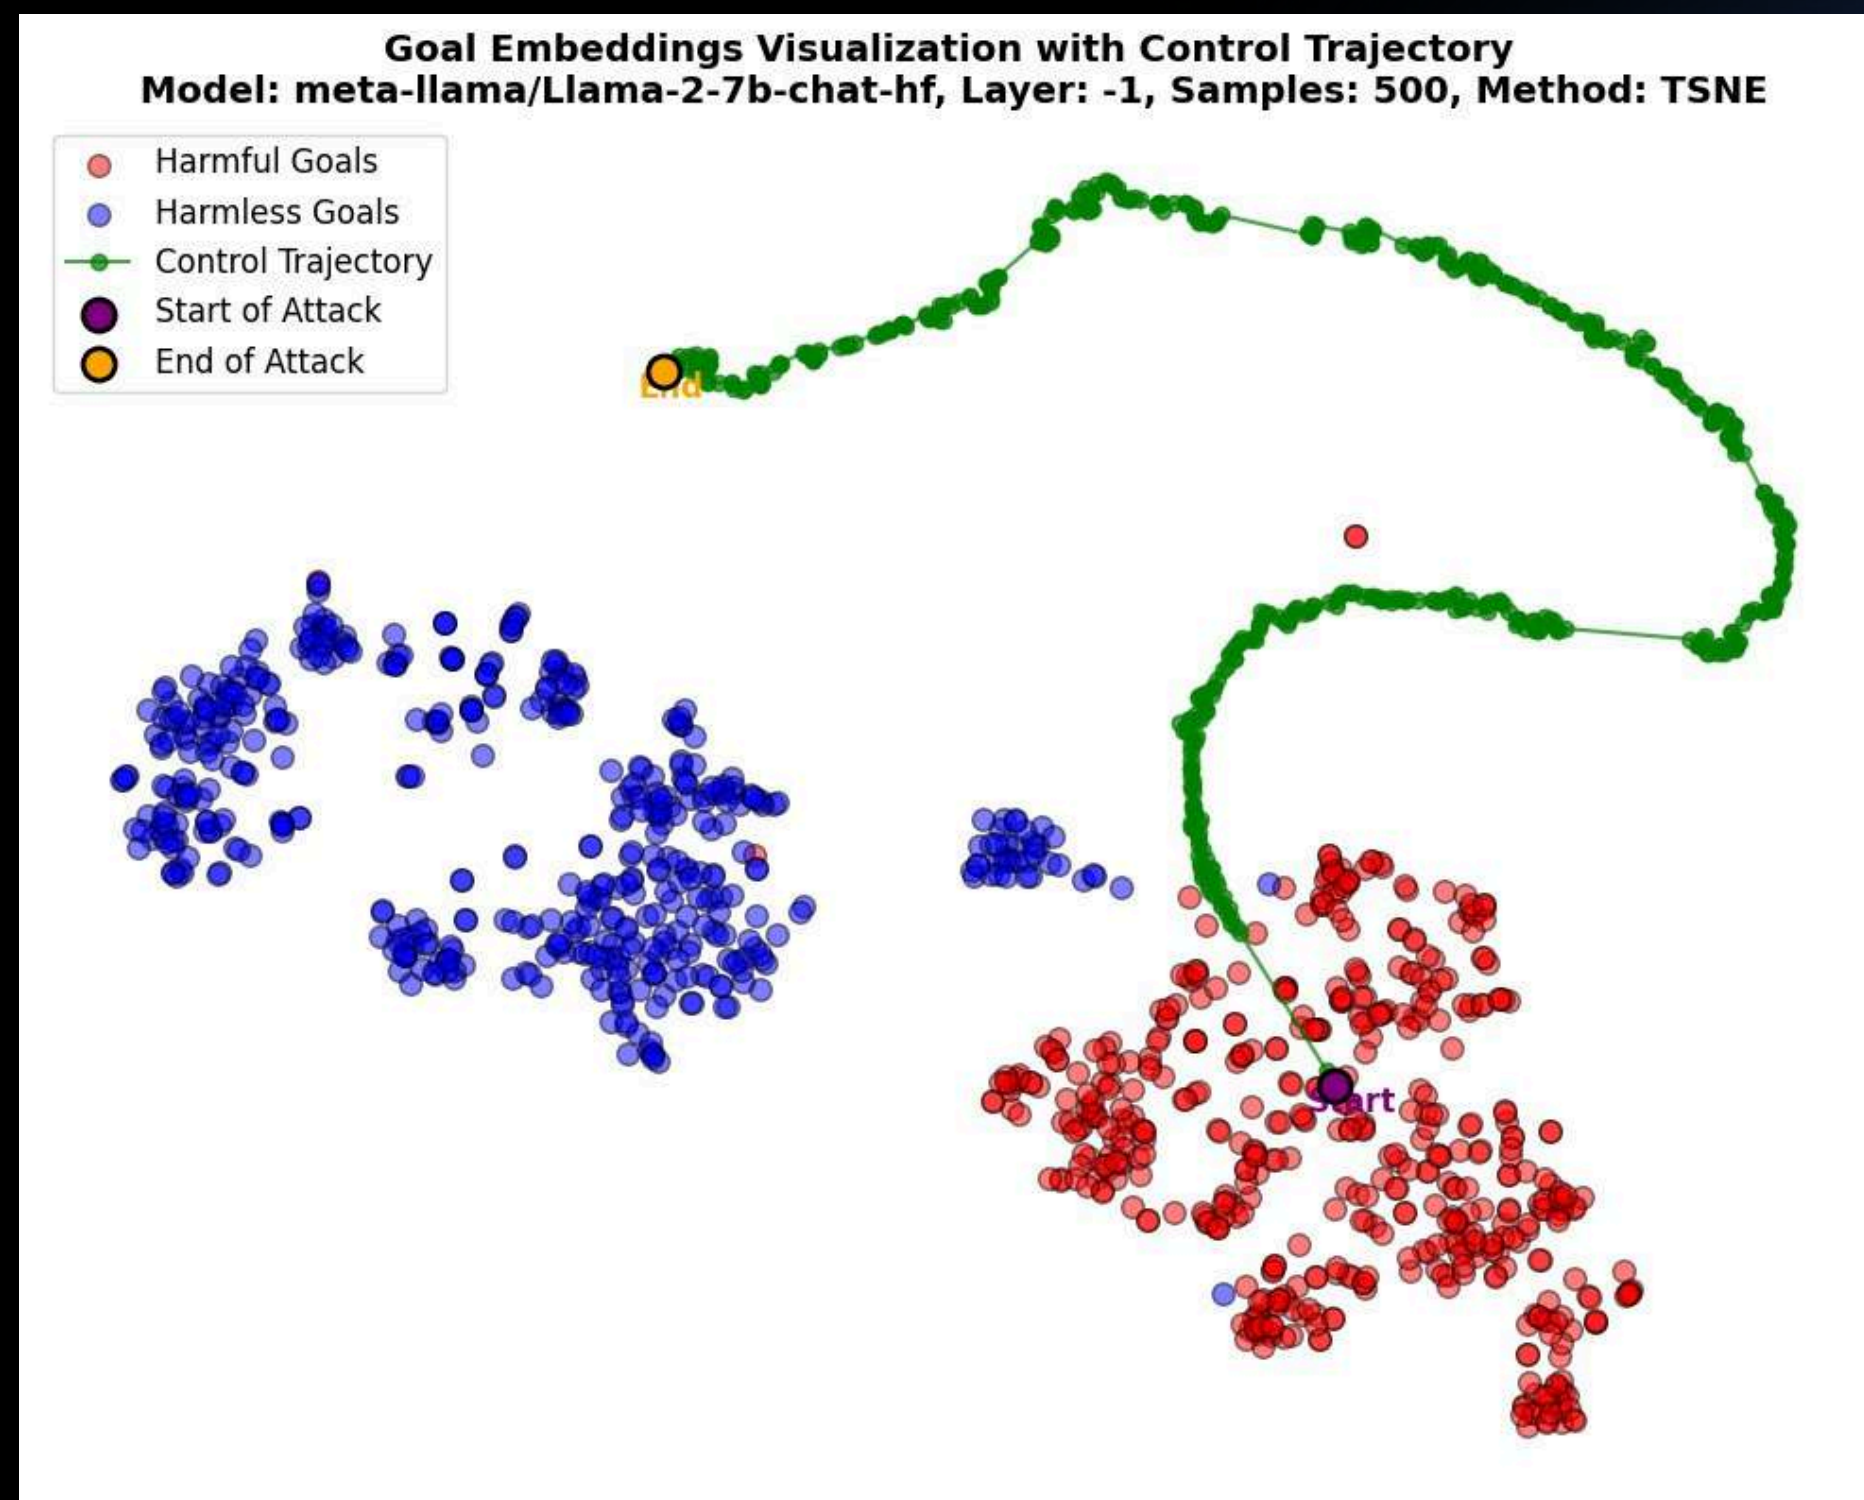 Goal Embeddings Visualization with Control Trajectory
Model: meta-llama/Llama-2-7b-chat-hf, Layer: -1, Samples: 500, Method: TSNE
Harmful Goals
Harmless Goals
Control Trajectory
Start of Attack
End of Attack
End
Start